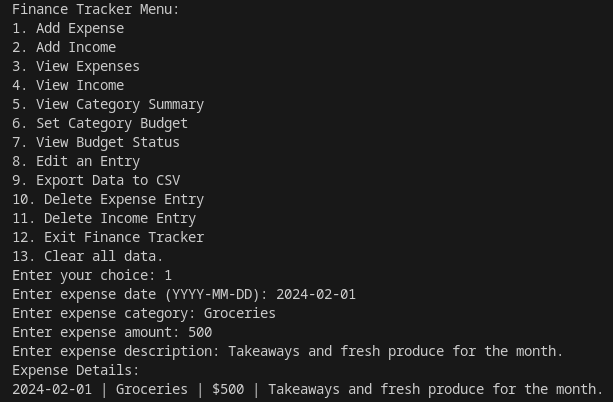 Finance Tracker Menu:
1. Add Expense
2. Add Income
3. View Expenses
4. View Income
5. View Category Summary
6. Set Category Budget
7. View Budget Status
8. Edit an Entry
9. Export Data to CSV
10. Delete Expense Entry
11. Delete Income Entry
12. Exit Finance Tracker
13. Clear all data.
Enter your choice: 1
Enter expense date (YYYY-MM-DD): 2024-02-01
Enter expense category: Groceries
Enter expense amount: 500
Enter expense description: Takeaways and fresh produce for the month.
Expense Details:
2024-02-01 | Groceries | $500 | Takeaways and fresh produce for the month.